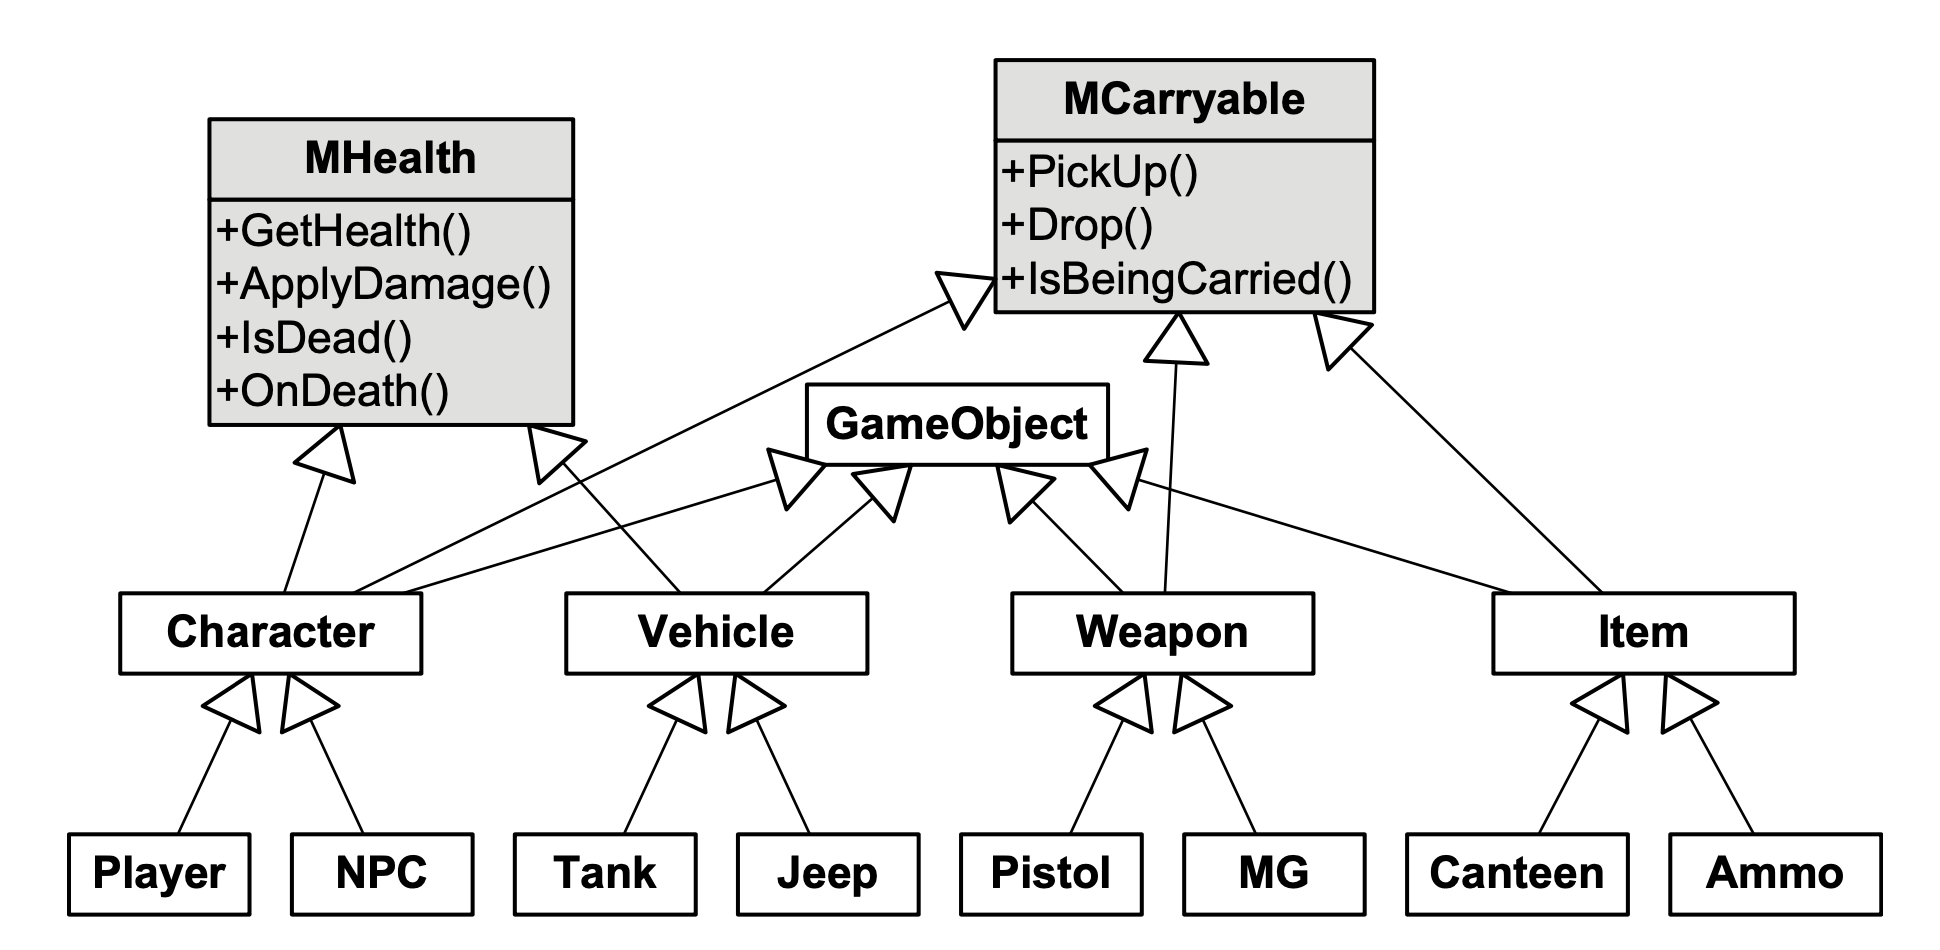 MCarryable
+PickUp()
+Drop()
+IsBeingCarried()
MHealth
+GetHealth()
+ApplyDamage()
+IsDead()
+OnDeath()
GameObject
Character
Vehicle
Weapon
Item
Player
NPC
Tank
Jeep
Pistol
MG
Canteen
Ammo